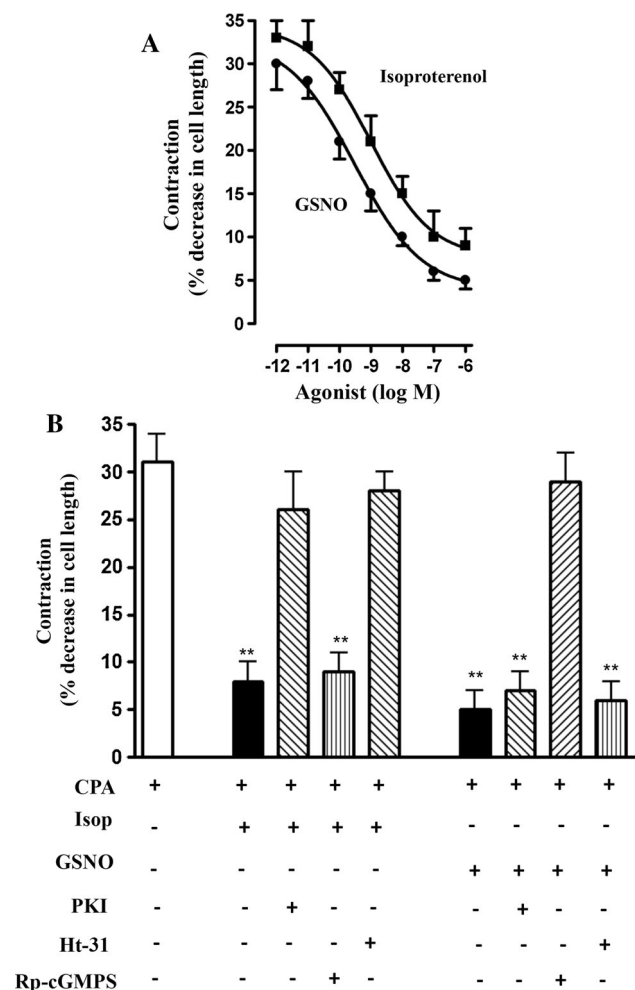 A
Contraction
(% decrease in cell length)
35
30
25
20
15
10
5
0
Isoproterenol
GSNO
-12 -11 -10 -9 -8 -7 -6
Agonist (log M)
B
Contraction
(% decrease in cell length)
35
30
25
20
15
10
5
0
** ** ** ** **
CPA + + + + + + + + +
Isop - + + + + - - - -
GSNO - - - - - + + + +
PKI - - + - - - + - -
Ht-31 - - - - + - - - +
Rp-cGMPS - - - + - - - + -